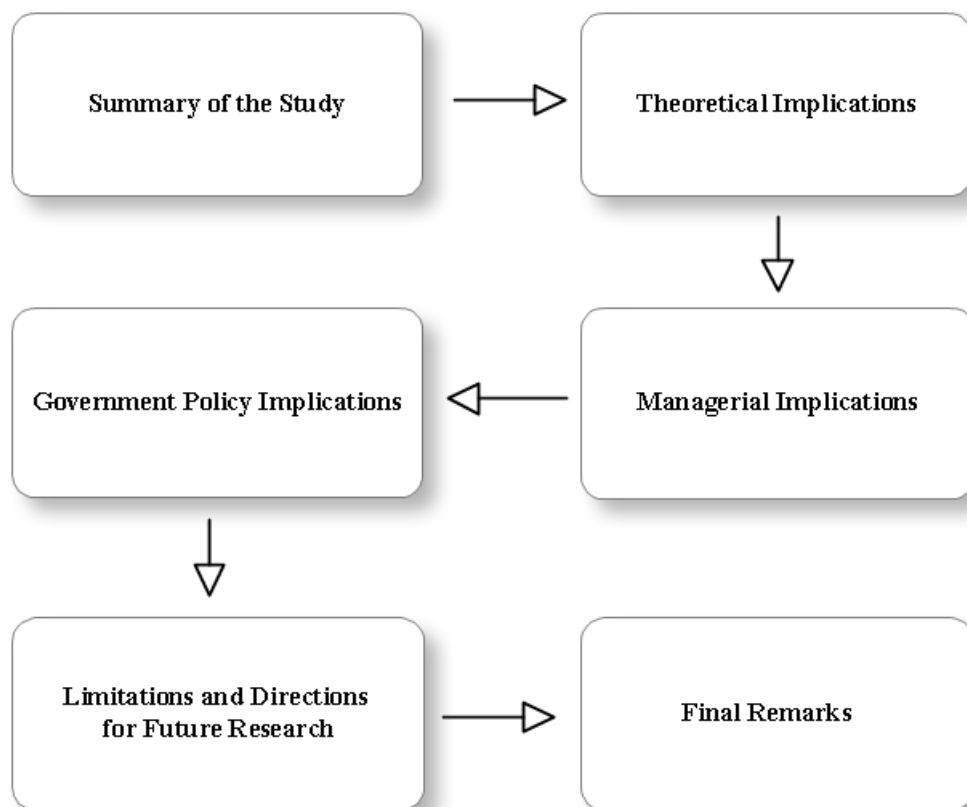 Summary of the Study
Theoretical Implications
Managerial Implications
Government Policy Implications
Limitations and Directions
for Future Research
Final Remarks